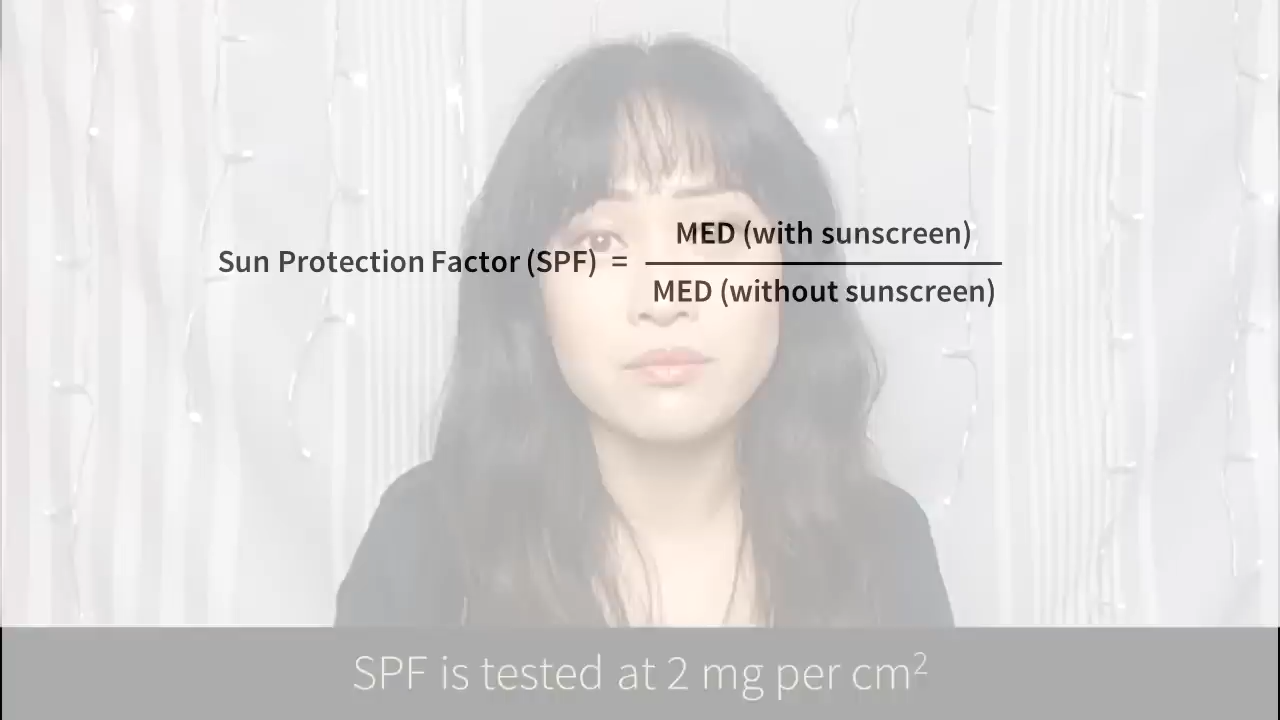 MED (with sunscreen)
Sun Protection Factor (SPF) =
MED (without sunscreen)
SPF is tested at 2 mg per cm²